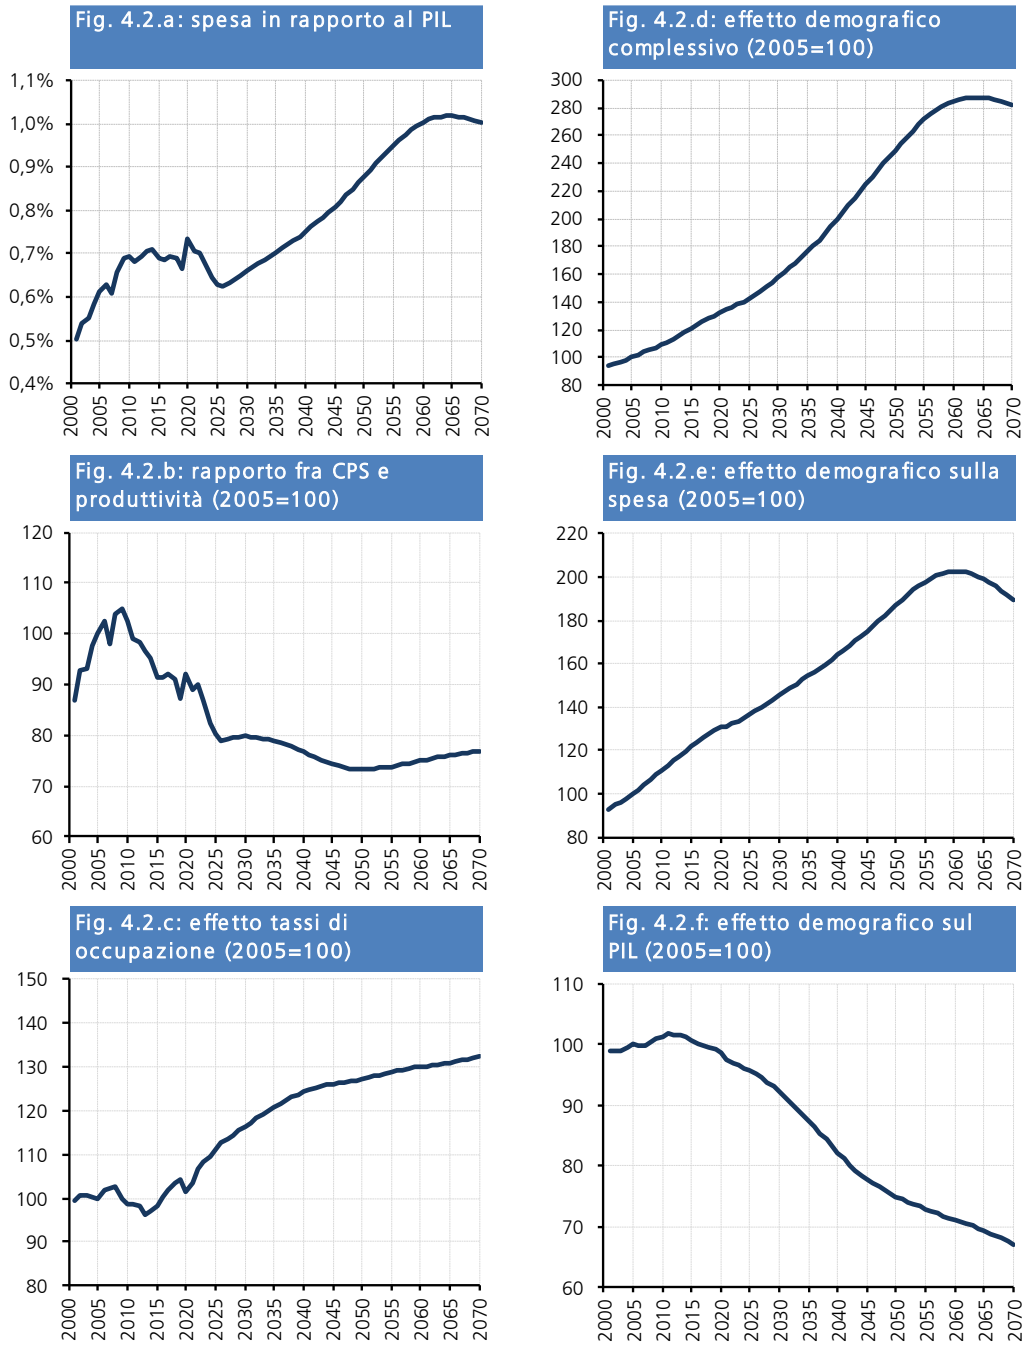 Fig. 4.2.a: spesa in rapporto al PIL
1,1%
1,0%
0,9%
0,8%
0,7%
0,6%
0,5%
0,4%
2000 2005 2010 2015 2020 2025 2030 2035 2040 2045 2050 2055 2060 2065 2070
Fig. 4.2.d: effetto demografico
complessivo (2005=100)
300
280
260
240
220
200
180
160
140
120
100
80
2000 2005 2010 2015 2020 2025 2030 2035 2040 2045 2050 2055 2060 2065 2070
Fig. 4.2.b: rapporto fra CPS e
produttività (2005=100)
120
110
100
90
80
70
60
2000 2005 2010 2015 2020 2025 2030 2035 2040 2045 2050 2055 2060 2065 2070
Fig. 4.2.e: effetto demografico sulla
spesa (2005=100)
220
200
180
160
140
120
100
80
2000 2005 2010 2015 2020 2025 2030 2035 2040 2045 2050 2055 2060 2065 2070
Fig. 4.2.c: effetto tassi di
occupazione (2005=100)
150
140
130
120
110
100
90
80
2000 2005 2010 2015 2020 2025 2030 2035 2040 2045 2050 2055 2060 2065 2070
Fig. 4.2.f: effetto demografico sul
PIL (2005=100)
110
100
90
80
70
60
2000 2005 2010 2015 2020 2025 2030 2035 2040 2045 2050 2055 2060 2065 2070